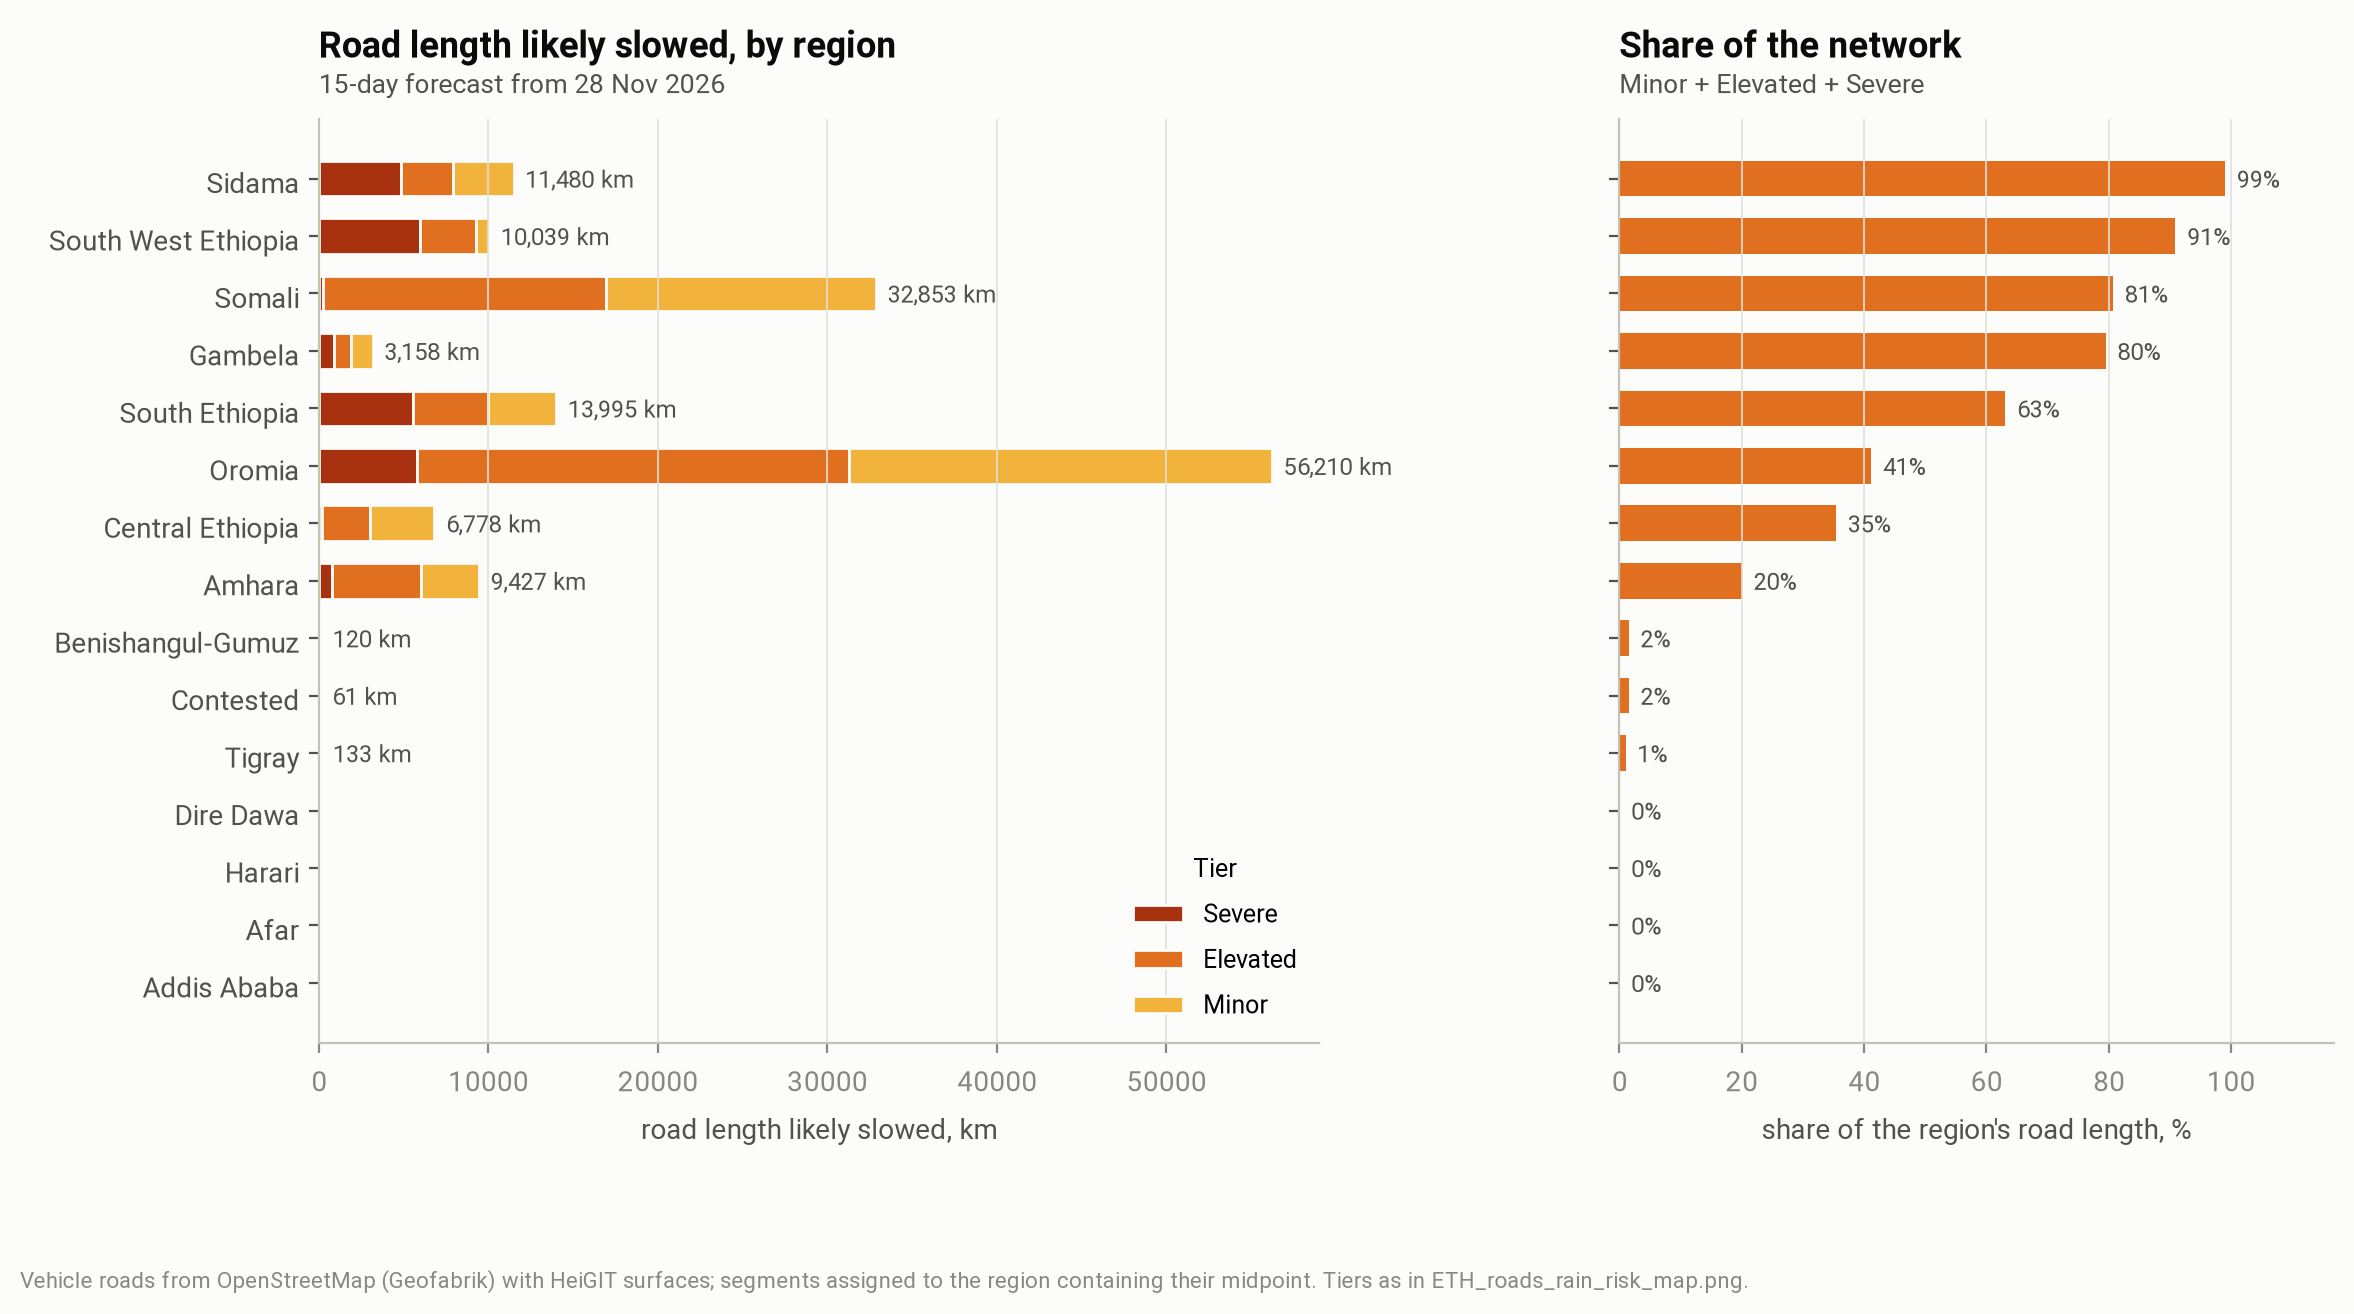 Road length likely slowed, by region
15-day forecast from 28 Nov 2026
Sidama
11,480 km
South West Ethiopia
10,039 km
Somali
32,853 km
Gambela
3,158 km
South Ethiopia
13,995 km
Oromia
56,210 km
Central Ethiopia
6,778 km
Amhara
9,427 km
Benishangul-Gumuz
120 km
Contested
61 km
Tigray
133 km
Dire Dawa
Harari
Afar
Addis Ababa
Tier
Severe
Elevated
Minor
0 10000 20000 30000 40000 50000
road length likely slowed, km
Share of the network
Minor + Elevated + Severe
99%
91%
81%
80%
63%
41%
35%
20%
2%
2%
1%
0%
0%
0%
0%
0 20 40 60 80 100
share of the region's road length, %
Vehicle roads from OpenStreetMap (Geofabrik) with HeiGIT surfaces; segments assigned to the region containing their midpoint. Tiers as in ETH_roads_rain_risk_map.png.